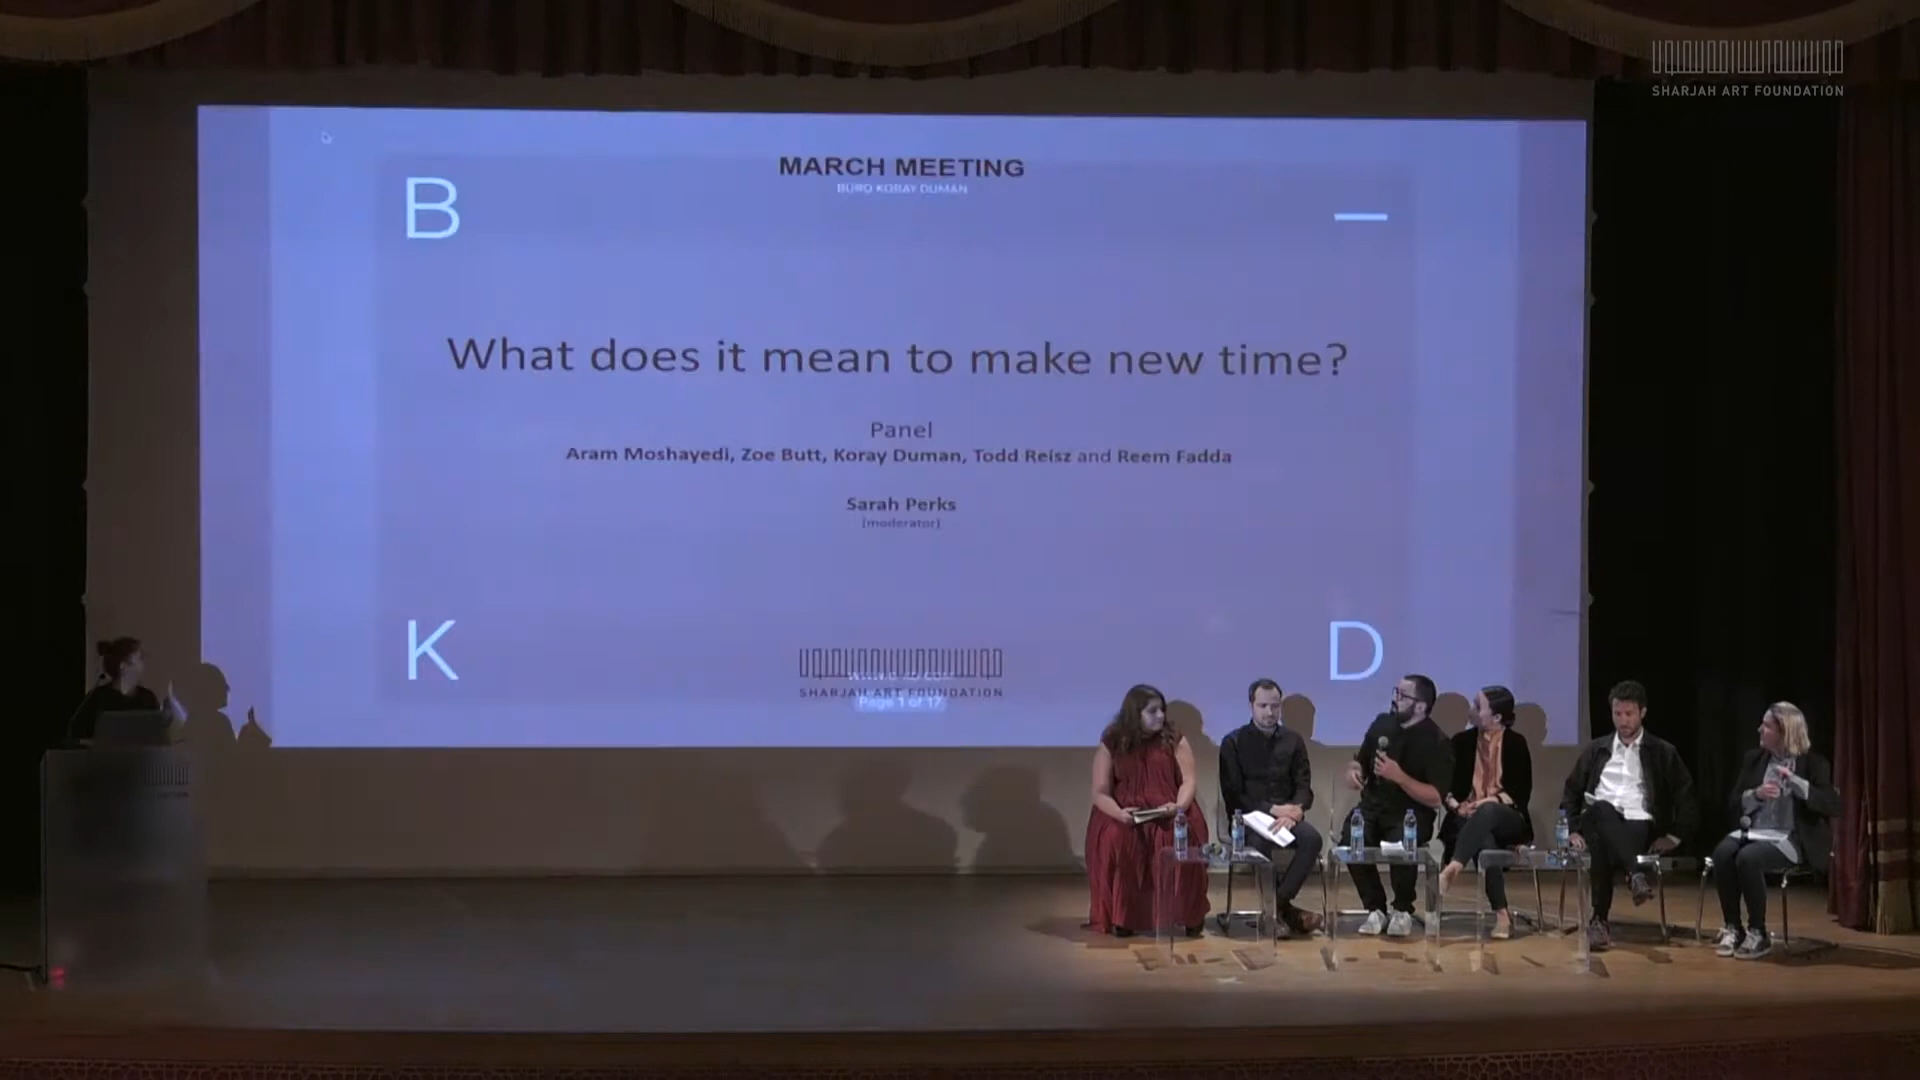 SHARJAH ART FOUNDATION
MARCH MEETING
BÜRO KORAY DUMAN
B
—
What does it mean to make new time?
Panel
Aram Moshayedi, Zoe Butt, Koray Duman, Todd Reisz and Reem Fadda
Sarah Perks
(moderator)
K
D
SHARJAH ART FOUNDATION
Page 1 of 17